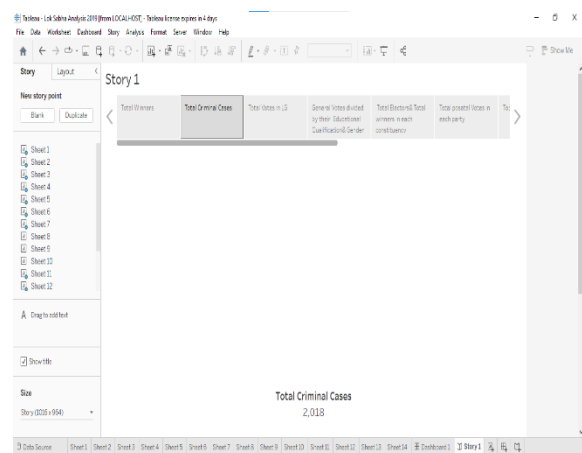 Tableau - Lok Sobha Analysis 2019 [from LOCALHOST] - Tableau license expires in 4 days
File Data Worksheet Dashboard Story Analysis Format Server Window Help
Show Me
Story Layout
New story point
Blank Duplicate
Sheet 1
Sheet 2
Sheet 3
Sheet 4
Sheet 5
Sheet 6
Sheet 7
Sheet 8
Sheet 9
Sheet 10
Sheet 11
Sheet 12
A Drag to add text
Show title
Size
Story (1016 x 964)
Story 1
Total Winners
Total Criminal Cases
Total Votes in LS
General Votes divided
by their Educational
Qualification& Gender
Total Electors& Total
winners in each
constituency
Total postal Votes in
each party
To
Total Criminal Cases
2,018
Data Source Sheet 1 Sheet 2 Sheet 3 Sheet 4 Sheet 5 Sheet 6 Sheet 7 Sheet 8 Sheet 9 Sheet 10 Sheet 11 Sheet 12 Sheet 13 Sheet 14 Dashboard 1 Story 1